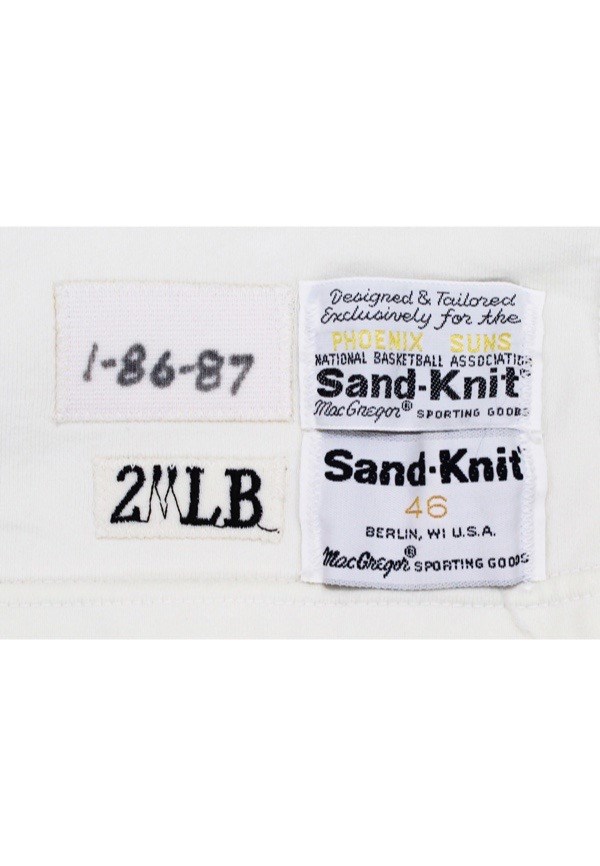 1-86-87
2MLB
Designed & Tailored
Exclusively for the
PHOENIX SUNS
NATIONAL BASKETBALL ASSOCIATION
Sand-Knit
MacGregor® SPORTING GOODS
Sand-Knit
46
BERLIN, WI U.S.A.
MacGregor® SPORTING GOODS